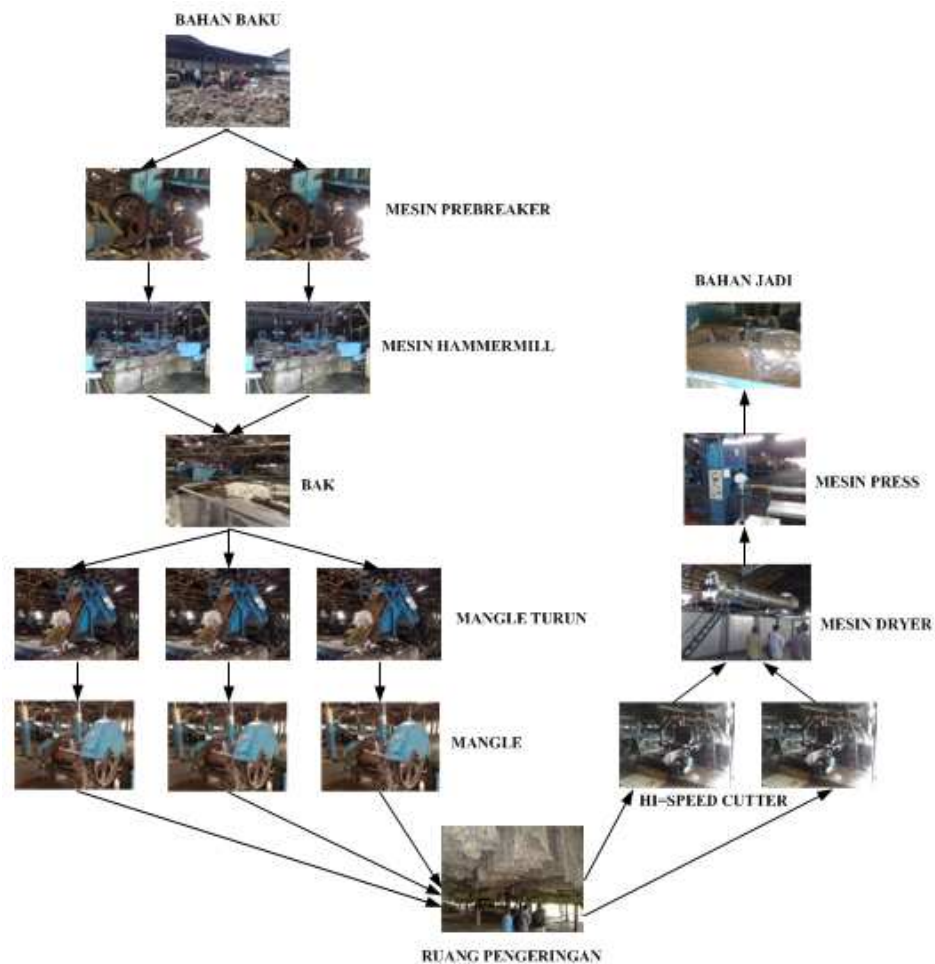 BAHAN BAKU
MESIN PREBREAKER
MESIN HAMMERMILL
BAK
MANGLE TURUN
MANGLE
RUANG PENGERINGAN
HI=SPEED CUTTER
MESIN DRYER
MESIN PRESS
BAHAN JADI